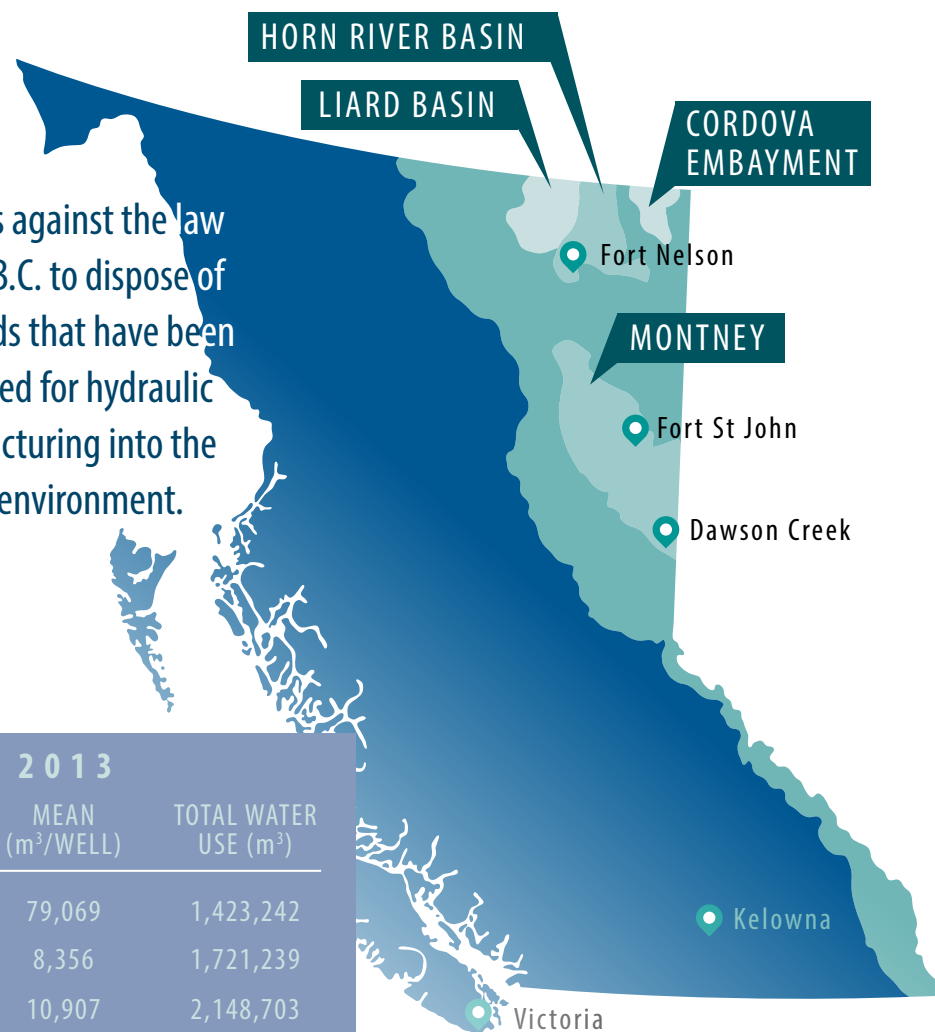 HORN RIVER BASIN
LIARD BASIN
CORDOVA
EMBAYMENT
against the law
B.C. to dispose of
that have been
for hydraulic
into the
environment.
Fort Nelson
MONTNEY
Fort St John
Dawson Creek
2013
MEAN
(m³/WELL)
TOTAL WATER
USE (m³)
79,069 1,423,242
8,356 1,721,239
10,907 2,148,703
Kelowna
Victoria